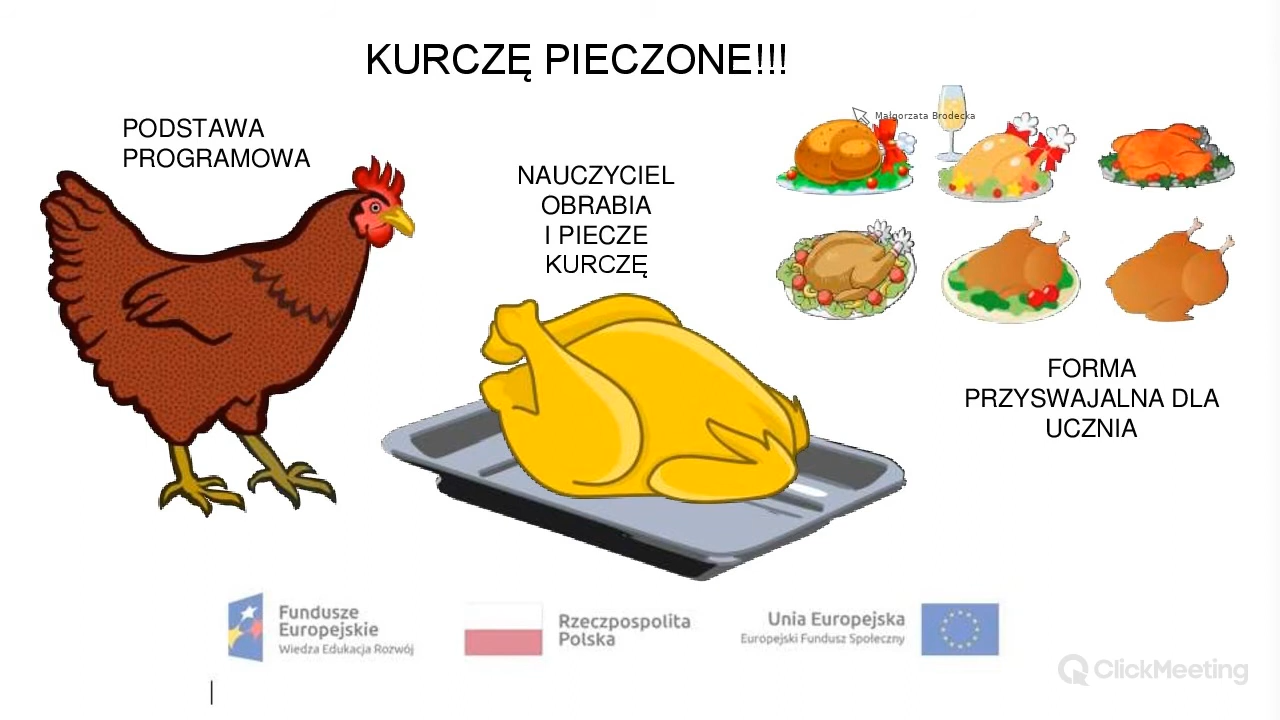 KURCZĘ PIECZONE!!!
PODSTAWA
PROGRAMOWA
NAUCZYCIEL
OBRABIA
I PIECZE
KURCZĘ
Małgorzata Brodecka
FORMA
PRZYSWAJALNA DLA
UCZNIA
Fundusze
Europejskie
Wiedza Edukacja Rozwój
Rzeczpospolita
Polska
Unia Europejska
Europejski Fundusz Społeczny
ClickMeeting